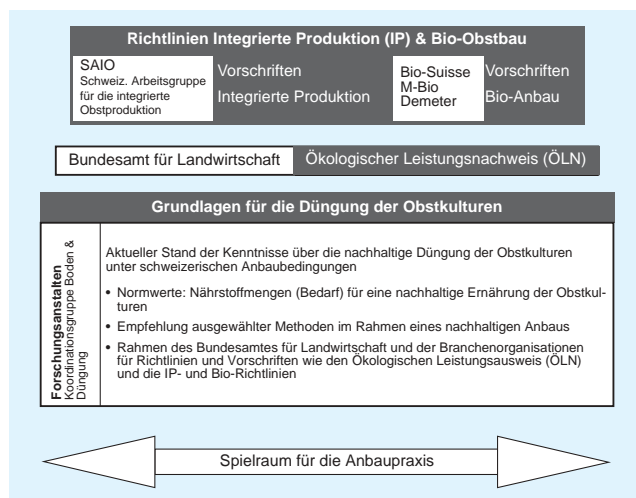 Richtlinien Integrierte Produktion (IP) & Bio-Obstbau
SAIO
Schweiz. Arbeitsgruppe
für die integrierte
Obstproduktion
Vorschriften
Integrierte Produktion
Bio-Suisse
M-Bio
Demeter
Vorschriften
Bio-Anbau
Bundesamt für Landwirtschaft
Ökologischer Leistungsnachweis (ÖLN)
Grundlagen für die Düngung der Obstkulturen
Forschungsanstalten
Koordinationsgruppe Boden &
Düngung
Aktueller Stand der Kenntnisse über die nachhaltige Düngung der Obstkulturen
unter schweizerischen Anbaubedingungen
• Normwerte: Nährstoffmengen (Bedarf) für eine nachhaltige Ernährung der Obstkul-
turen
• Empfehlung ausgewählter Methoden im Rahmen eines nachhaltigen Anbaus
• Rahmen des Bundesamtes für Landwirtschaft und der Branchenorganisationen
für Richtlinien und Vorschriften wie den Ökologischen Leistungsausweis (ÖLN)
und die IP- und Bio-Richtlinien
Spielraum für die Anbaupraxis